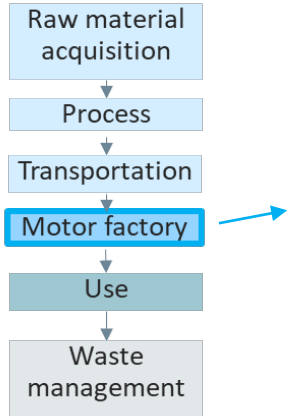 Raw material
acquisition
Process
Transportation
Motor factory
Use
Waste
management